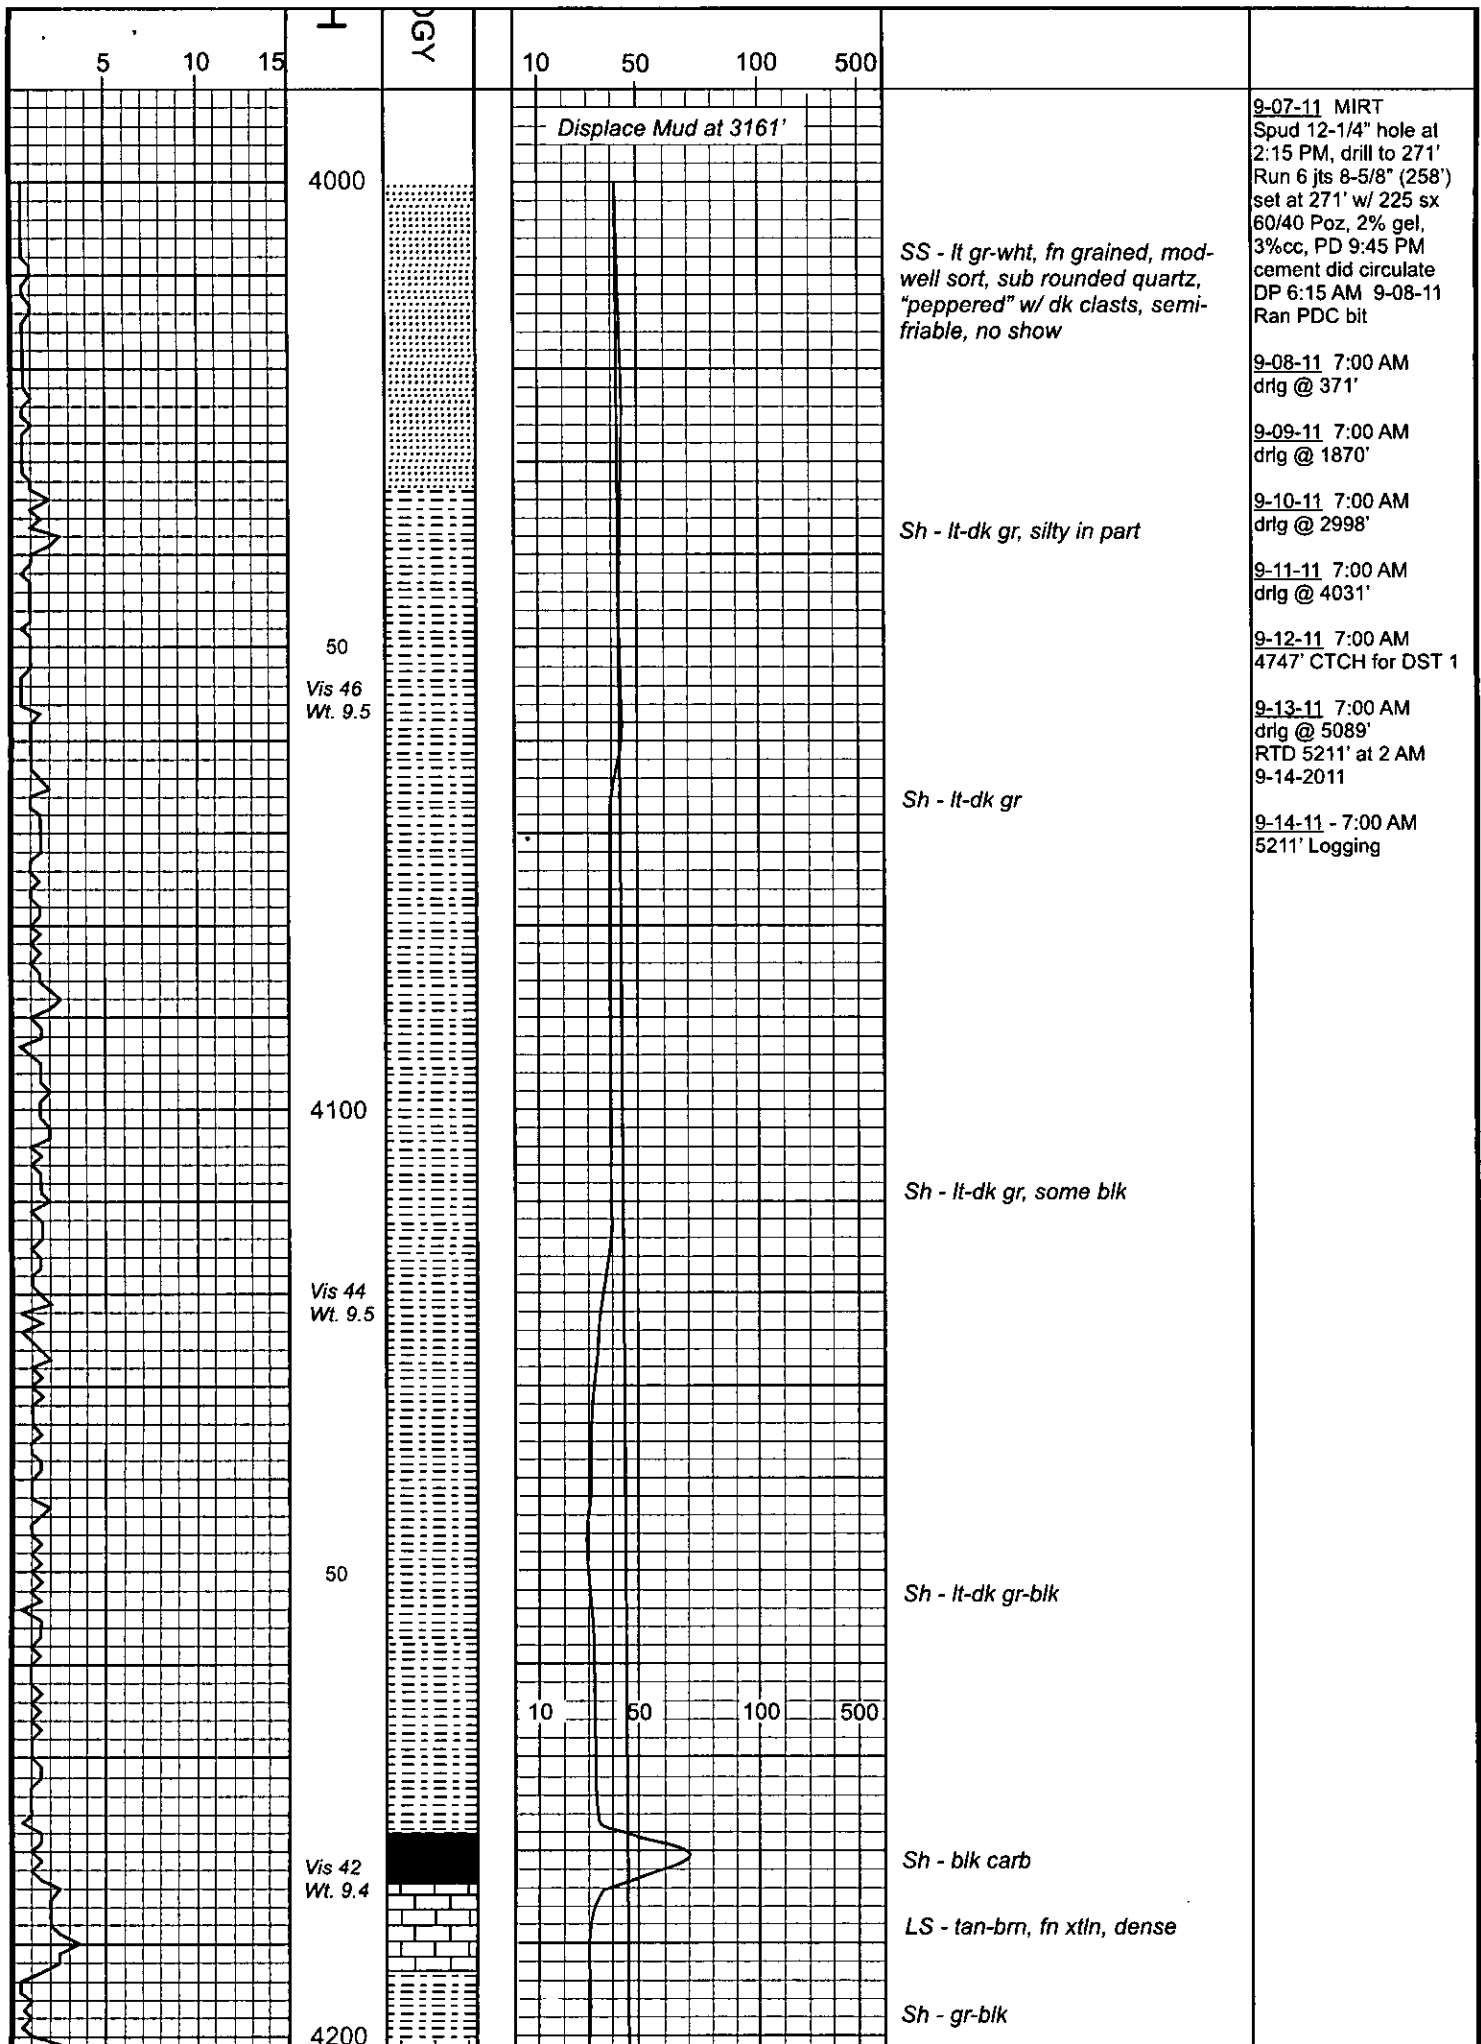 H
OGY
5 10 15
10 50 100 500
Displace Mud at 3161'
4000
SS - lt gr-wht, fn grained, mod-
well sort, sub rounded quartz,
"peppered" w/ dk clasts, semi-
friable, no show
Sh - lt-dk gr, silty in part
50
Vis 46
Wt. 9.5
Sh - lt-dk gr
4100
Sh - lt-dk gr, some blk
Vis 44
Wt. 9.5
50
Sh - lt-dk gr-blk
10 50 100 500
Sh - blk carb
Vis 42
Wt. 9.4
LS - tan-brn, fn xtln, dense
Sh - gr-blk
4200
9-07-11 MIRT
Spud 12-1/4" hole at
2:15 PM, drill to 271'
Run 6 jts 8-5/8" (258')
set at 271' w/ 225 sx
60/40 Poz, 2% gel,
3%cc, PD 9:45 PM
cement did circulate
DP 6:15 AM 9-08-11
Ran PDC bit
9-08-11 7:00 AM
drlg @ 371'
9-09-11 7:00 AM
drlg @ 1870'
9-10-11 7:00 AM
drlg @ 2998'
9-11-11 7:00 AM
drlg @ 4031'
9-12-11 7:00 AM
4747' CTCH for DST 1
9-13-11 7:00 AM
drlg @ 5089'
RTD 5211' at 2 AM
9-14-2011
9-14-11 - 7:00 AM
5211' Logging